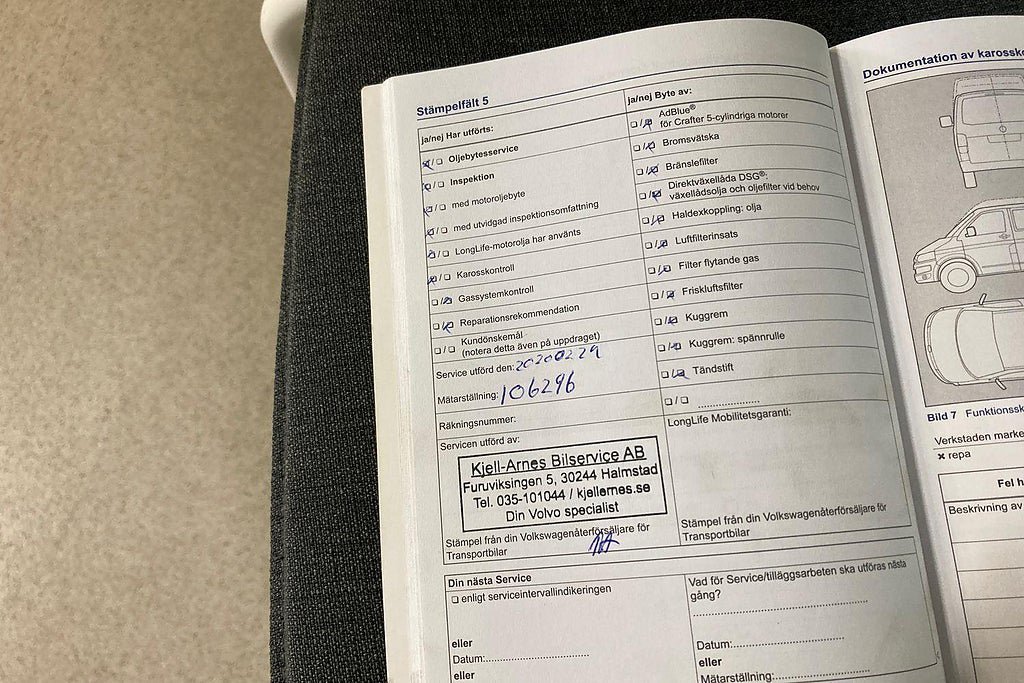 Stämpelfält 5
ja/nej Har utförts:
Oljebytesservice
Inspektion
med motoroljebyte
med utvidgad inspektionsomfattning
LongLife-motorolja har använts
Karosskontroll
Gassystemkontroll
Reparationsrekommendation
Kundönskemål
(notera detta även på uppdraget)
Service utförd den: 20200229
Mätarställning: 106296
Räkningsnummer:
Servicen utförd av:
Kjell-Arnes Bilservice AB
Furuviksingen 5, 30244 Halmstad
Tel. 035-101044 / kjellernes.se
Din Volvo specialist
Stämpel från din Volkswagenåterförsäljare för
Transportbilar
ja/nej Byte av:
AdBlue®
för Crafter 5-cylindriga motorer
Bromsvätska
Bränslefilter
Direktväxellåda DSG®:
växellådsolja och oljefilter vid behov
Haldexkoppling: olja
Luftfilterinsats
Filter flytande gas
Friskluftsfilter
Kuggrem
Kuggrem: spännrulle
Tändstift
LongLife Mobilitetsgaranti:
Stämpel från din Volkswagenåterförsäljare för
Transportbilar
Din nästa Service
enligt serviceintervallindikeringen
eller
Datum:
eller
Vad för Service/tilläggsarbeten ska utföras nästa
gång?
Datum:
eller
Mätarställning:
Dokumentation av
Bild 7
Verkstaden
repa
Fel
Beskrivning av